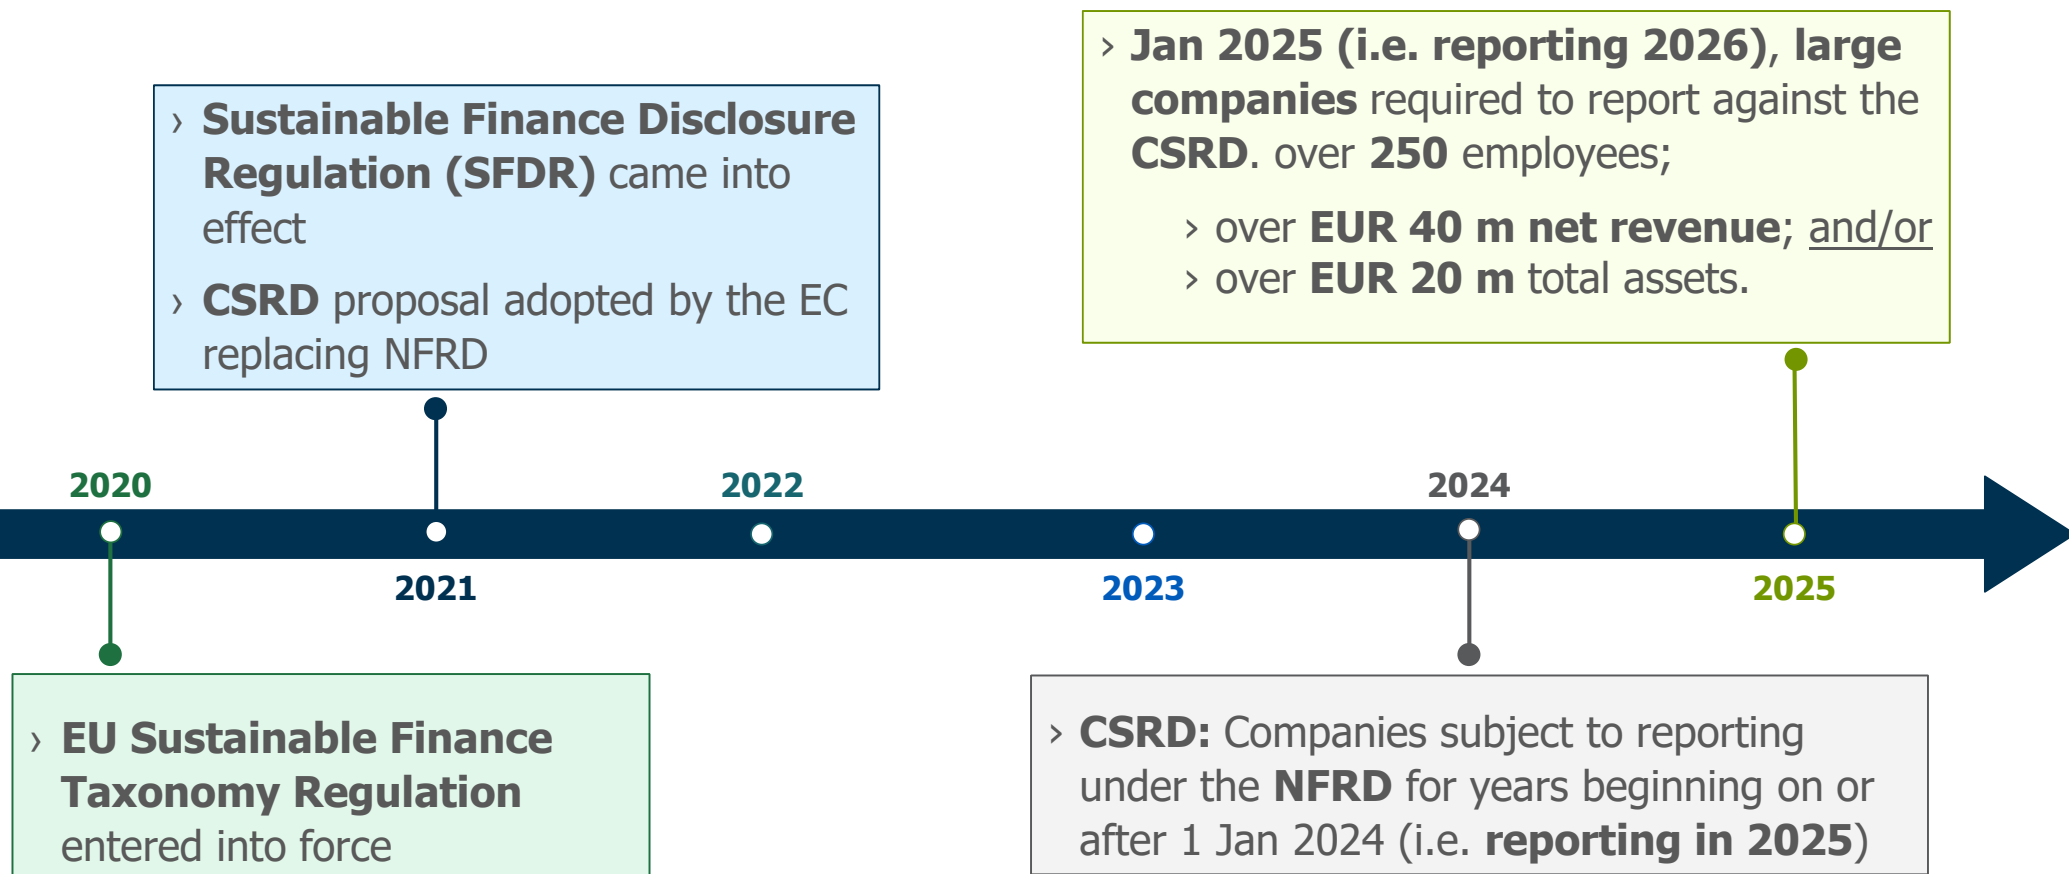 › Sustainable Finance Disclosure
Regulation (SFDR) came into
effect
› CSRD proposal adopted by the EC
replacing NFRD
› Jan 2025 (i.e. reporting 2026), large
companies required to report against the
CSRD. over 250 employees;
› over EUR 40 m net revenue; and/or
› over EUR 20 m total assets.
2020
2021
2022
2023
2024
2025
› EU Sustainable Finance
Taxonomy Regulation
entered into force
› CSRD: Companies subject to reporting
under the NFRD for years beginning on or
after 1 Jan 2024 (i.e. reporting in 2025)